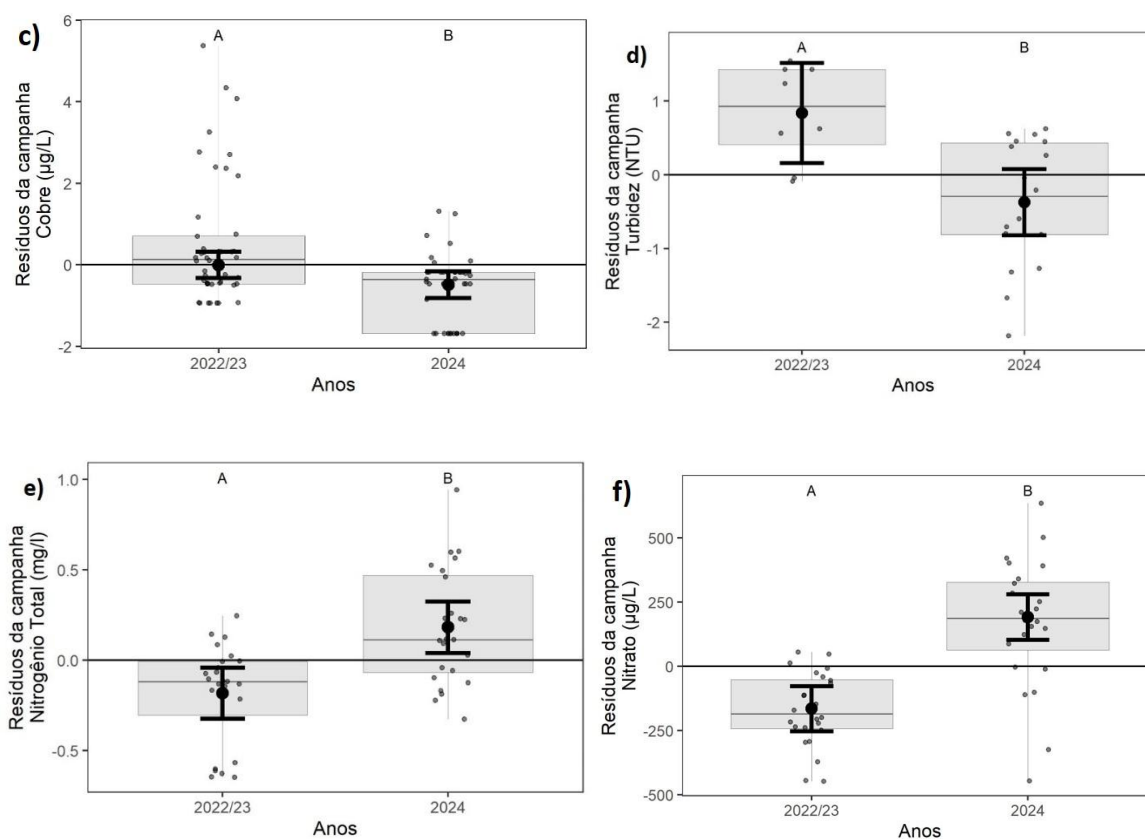 c)
Resíduos da campanha
Cobre (µg/L)
6
4
2
0
-2
A
B
2022/23
2024
Anos
d)
Resíduos da campanha
Turbidez (NTU)
1
0
-1
-2
A
B
2022/23
2024
Anos
e)
Resíduos da campanha
Nitrogênio Total (mg/l)
1.0
0.5
0.0
-0.5
A
B
2022/23
2024
Anos
f)
Resíduos da campanha
Nitrato (µg/L)
500
250
0
-250
-500
A
B
2022/23
2024
Anos